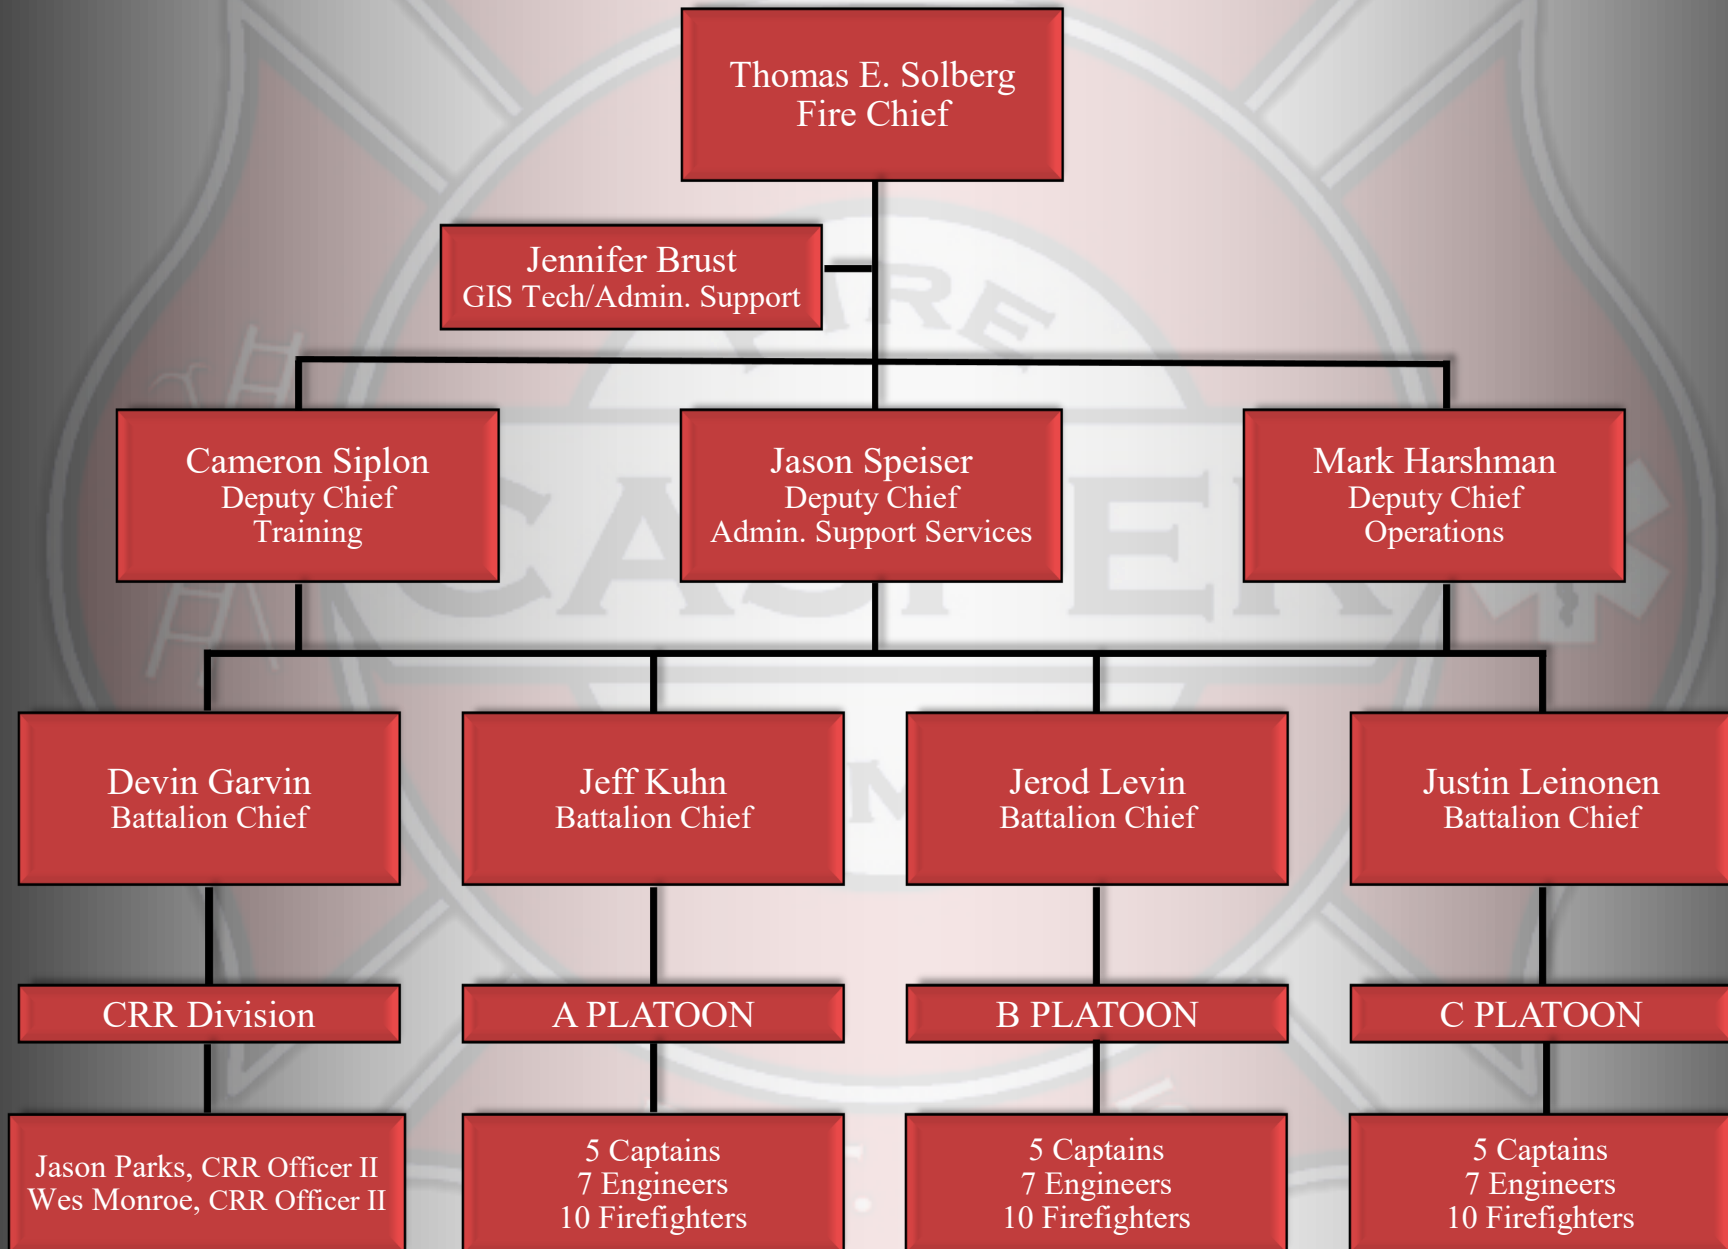 Thomas E. Solberg
Fire Chief
Jennifer Brust
GIS Tech/Admin. Support
FIRE
CASPER
Cameron Siplon
Deputy Chief
Training
Jason Speiser
Deputy Chief
Admin. Support Services
Mark Harshman
Deputy Chief
Operations
Devin Garvin
Battalion Chief
Jeff Kuhn
Battalion Chief
Jerod Levin
Battalion Chief
Justin Leinonen
Battalion Chief
CRR Division
A PLATOON
B PLATOON
C PLATOON
Jason Parks, CRR Officer II
Wes Monroe, CRR Officer II
5 Captains
7 Engineers
10 Firefighters
5 Captains
7 Engineers
10 Firefighters
5 Captains
7 Engineers
10 Firefighters